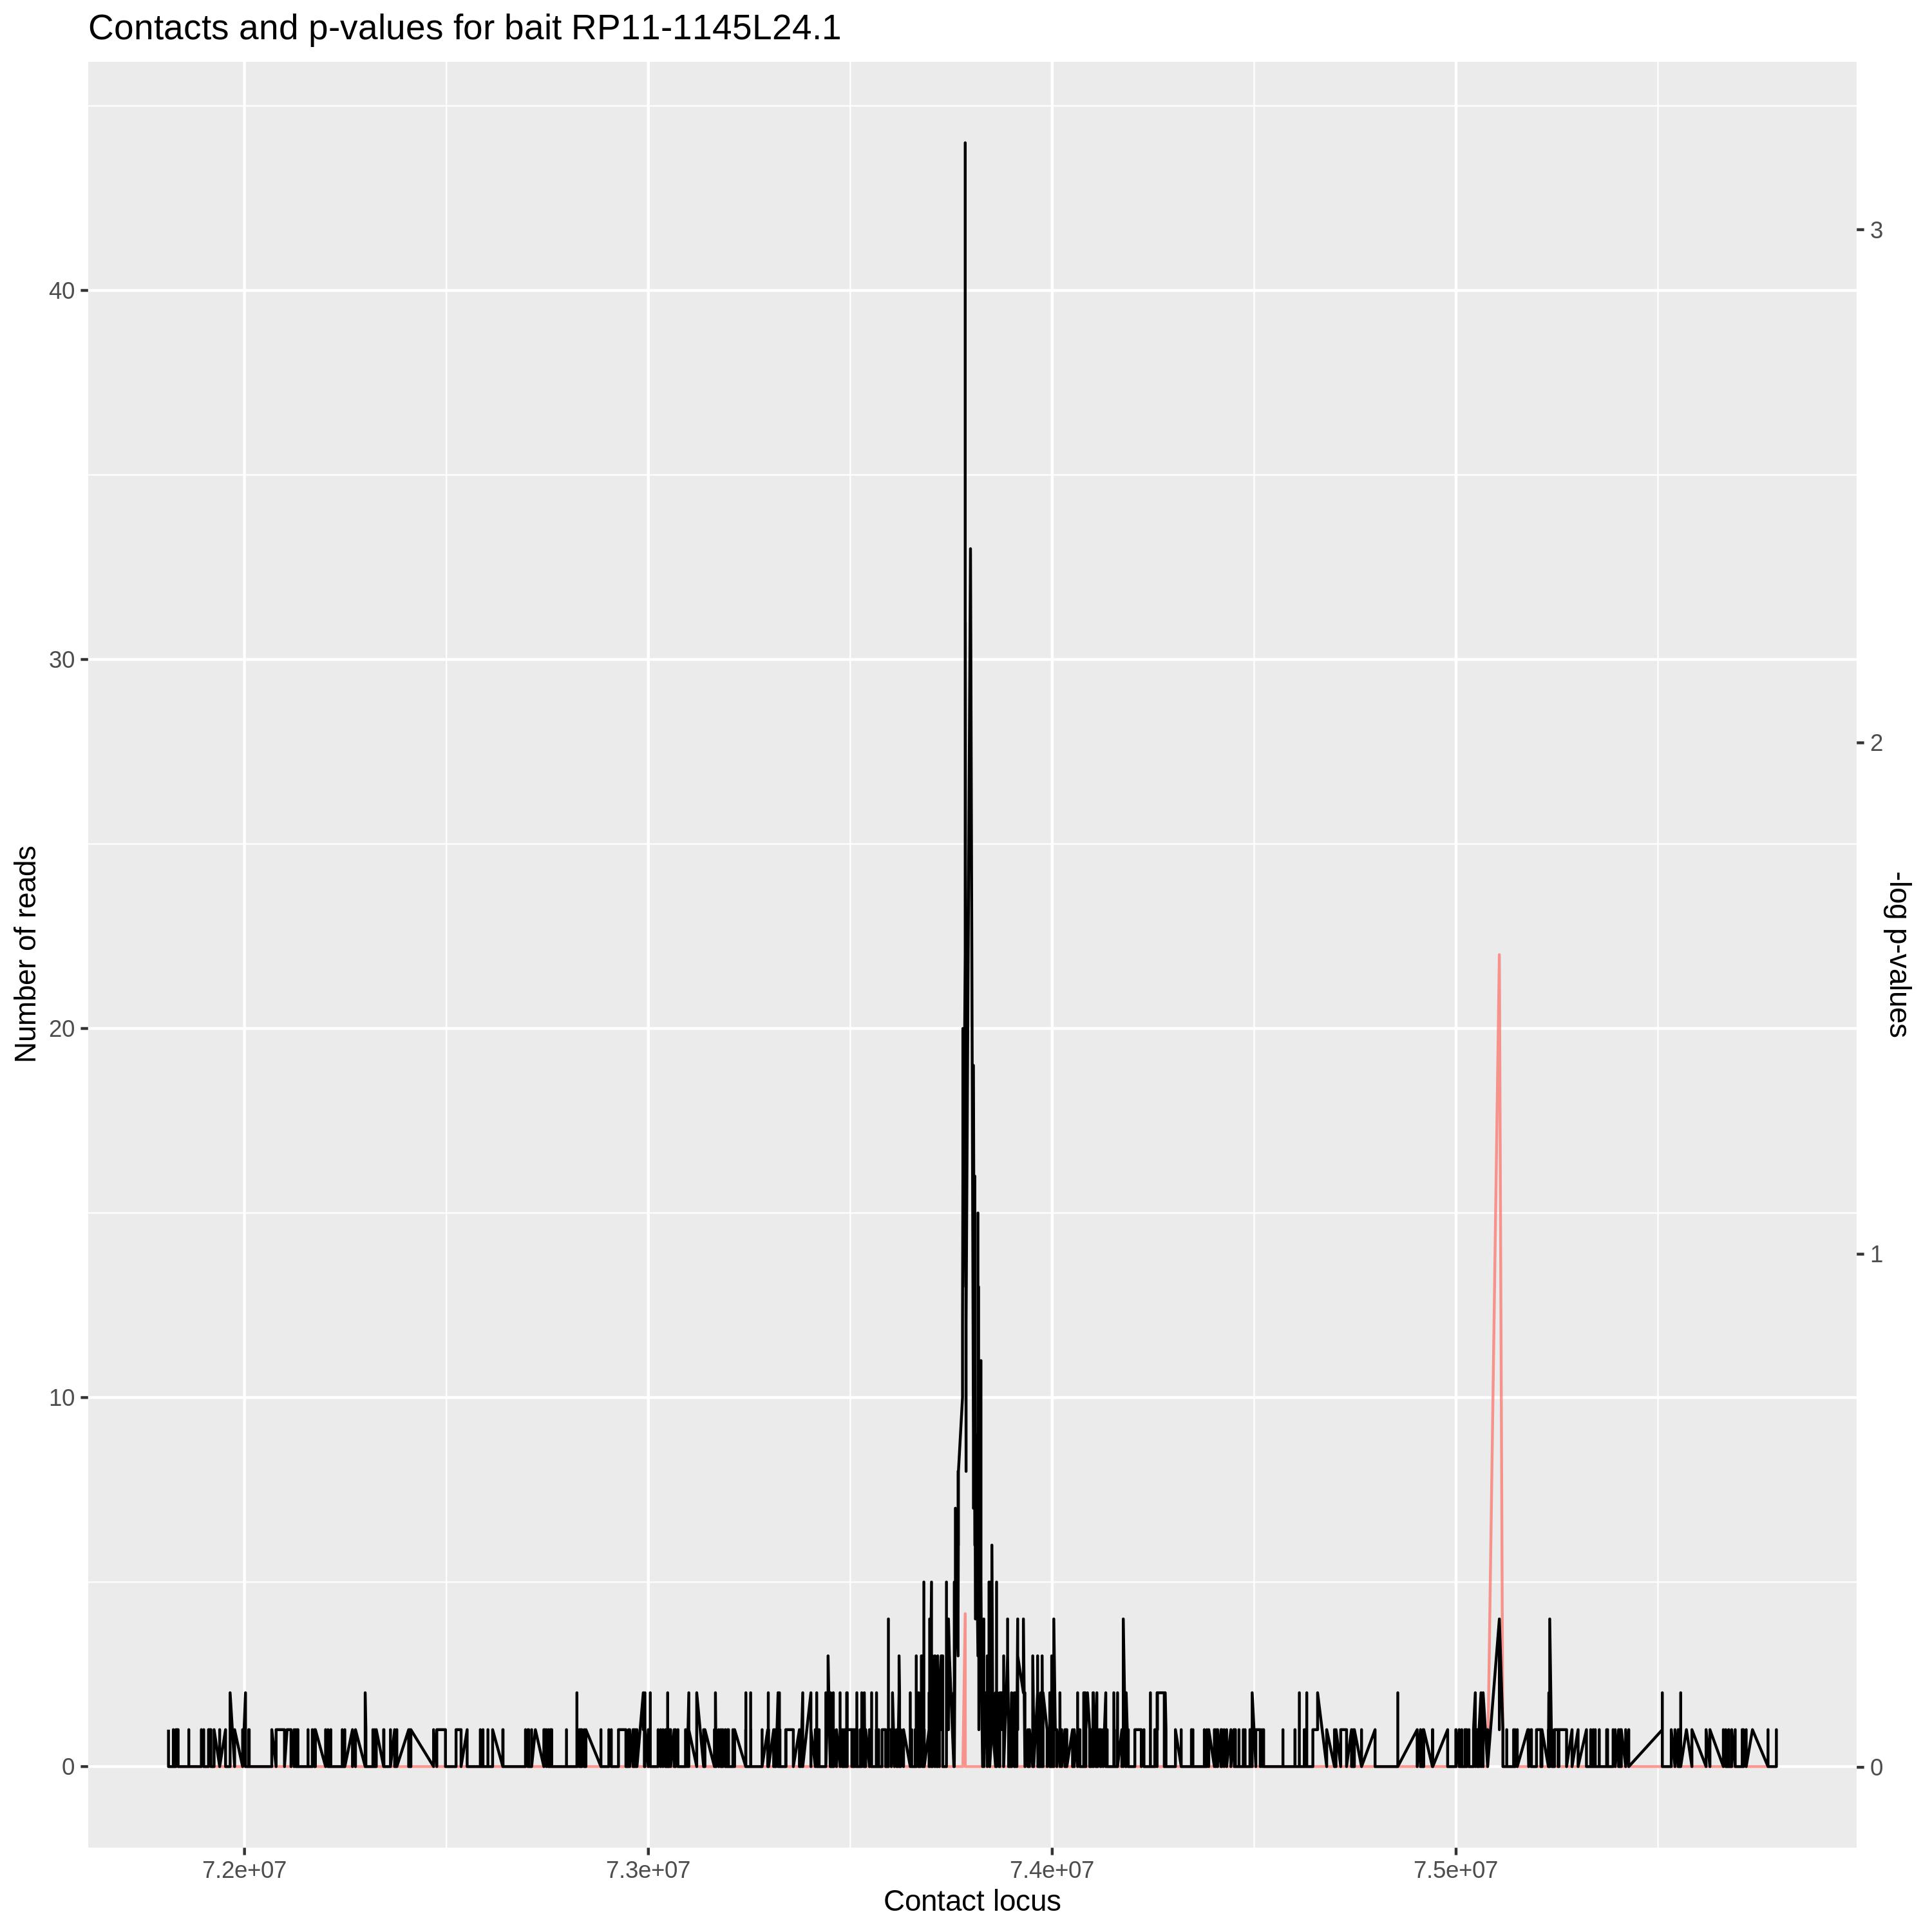 Contacts and p-values for bait RP11-1145L24.1
Number of reads
40
30
20
10
0
3
2
1
0
-log p-values
7.2e+07
7.3e+07
7.4e+07
7.5e+07
Contact locus